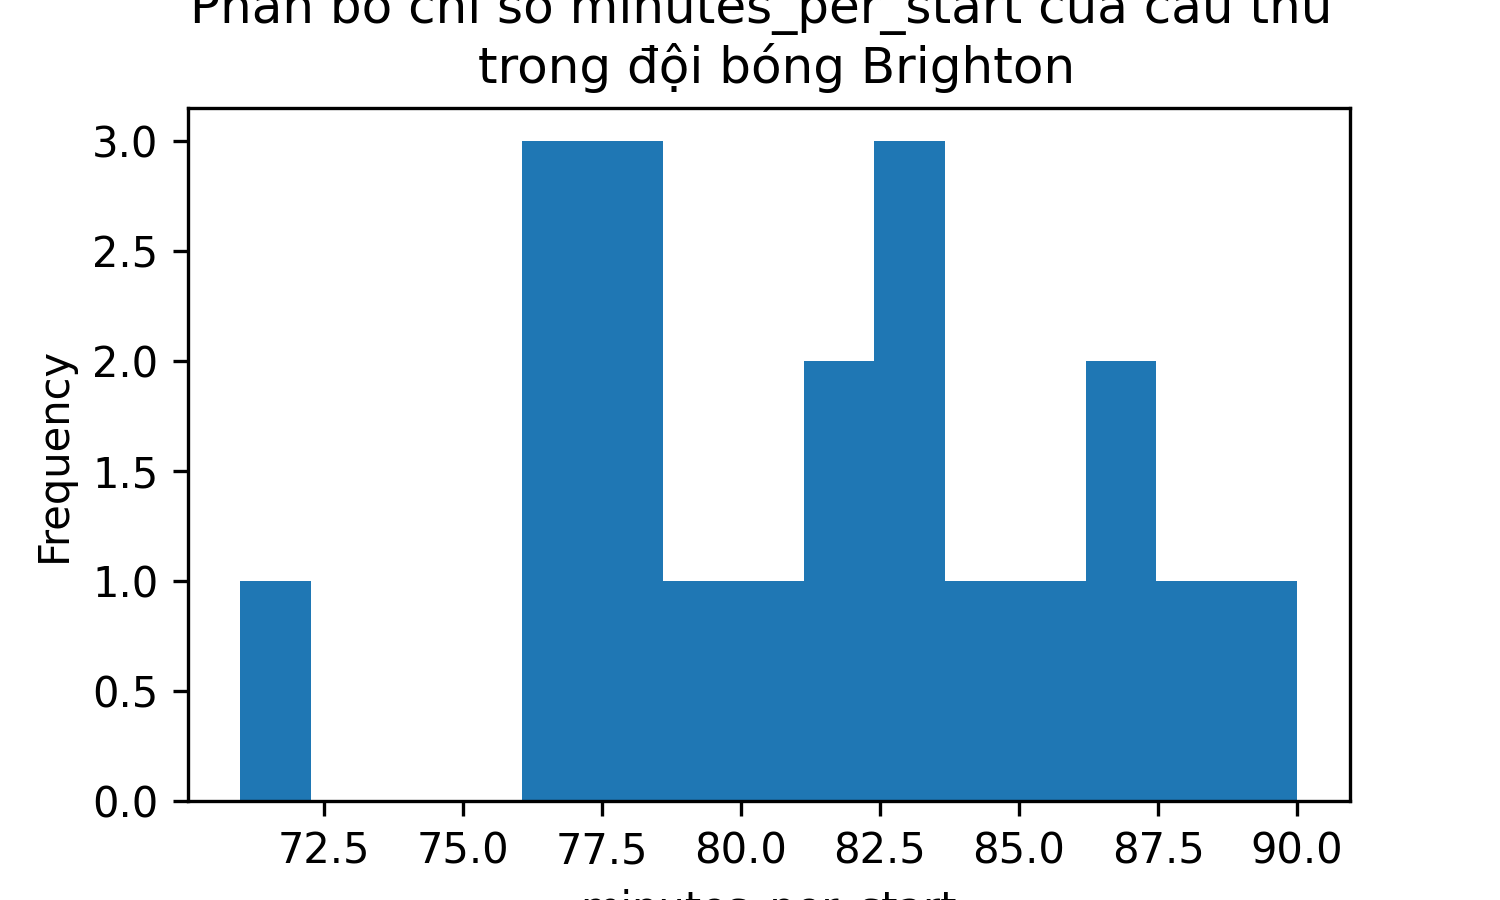 Phân bố chỉ số minutes_per_start của cầu thủ
trong đội bóng Brighton
3.0
2.5
2.0
1.5
1.0
0.5
0.0
Frequency
72.5 75.0 77.5 80.0 82.5 85.0 87.5 90.0
minutes_per_start